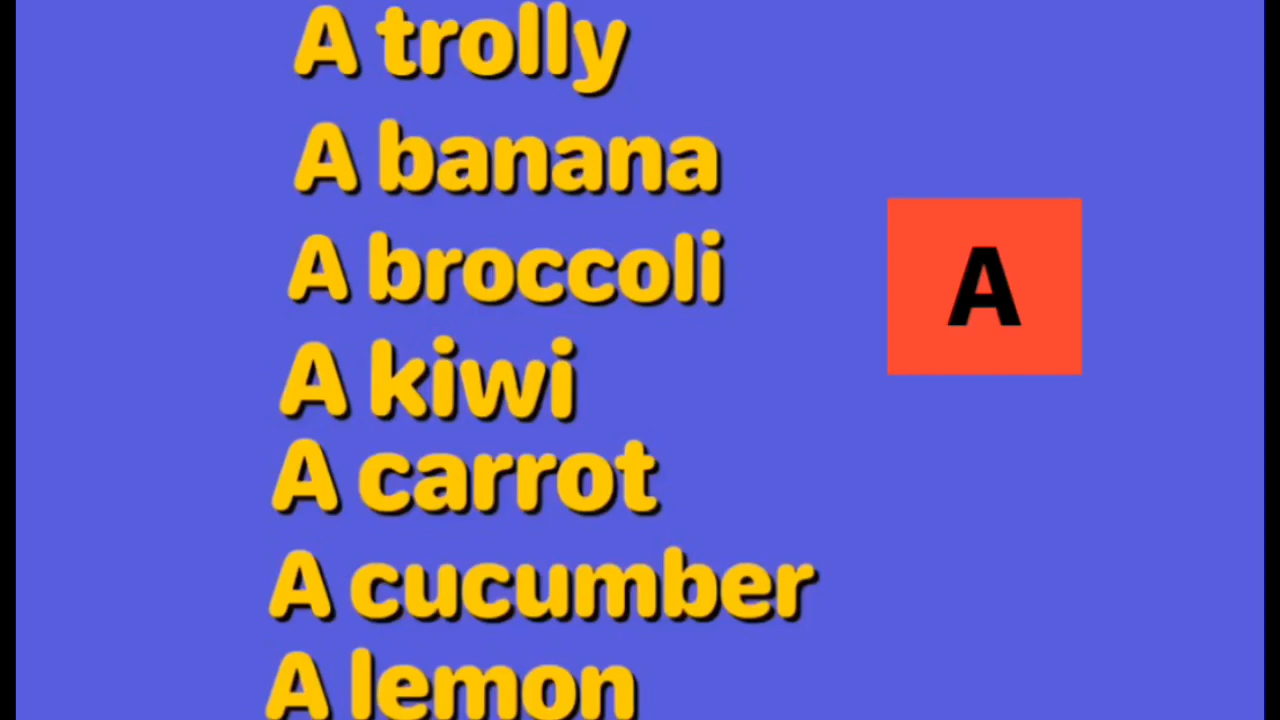 A trolly
A banana
A broccoli
A
A kiwi
A carrot
A cucumber
A lemon